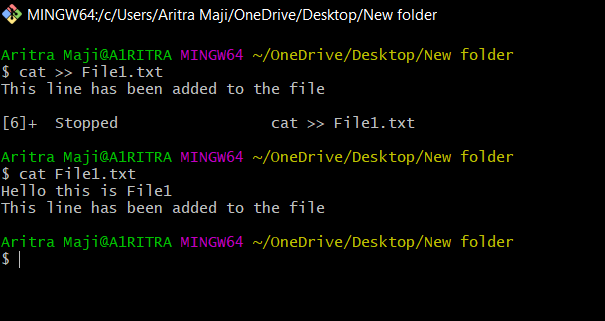 MINGW64:/c/Users/Aritra Maji/OneDrive/Desktop/New folder
Aritra Maji@A1RITRA MINGW64 ~/OneDrive/Desktop/New folder
$ cat >> File1.txt
This line has been added to the file
[6]+  Stopped                 cat >> File1.txt
Aritra Maji@A1RITRA MINGW64 ~/OneDrive/Desktop/New folder
$ cat File1.txt
Hello this is File1
This line has been added to the file
Aritra Maji@A1RITRA MINGW64 ~/OneDrive/Desktop/New folder
$